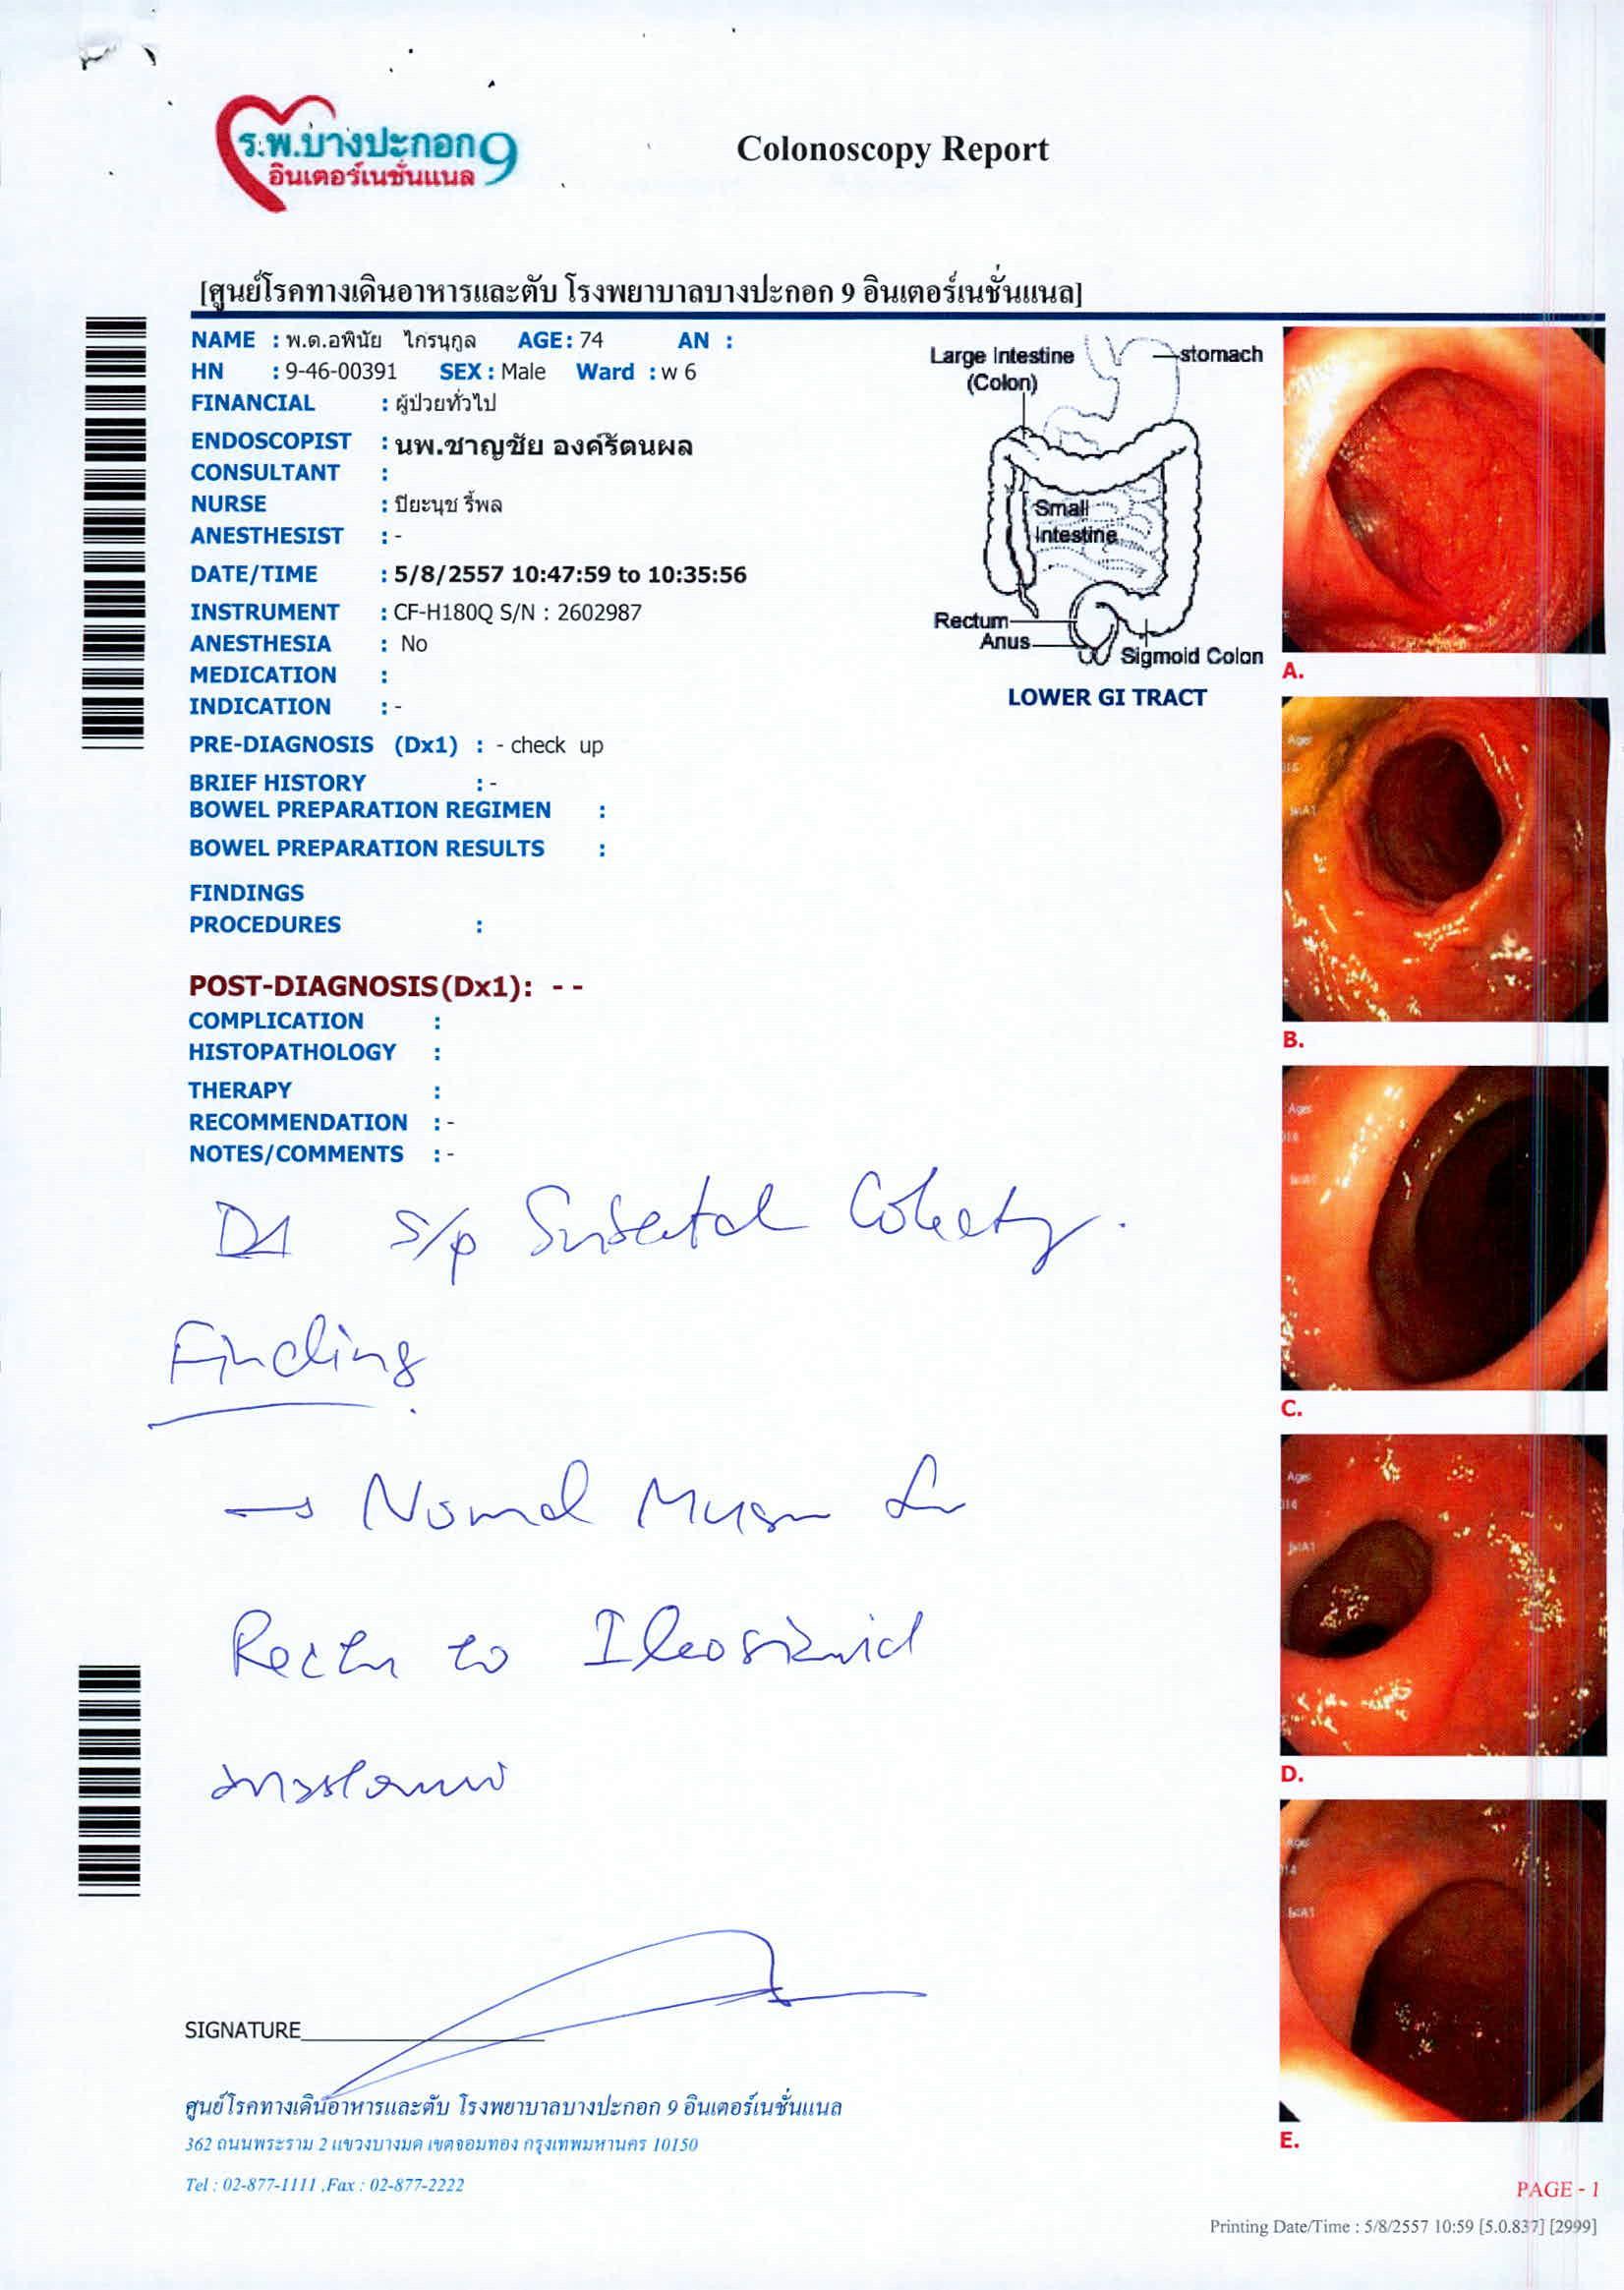 ร.พ.บางปะกอก 9
อินเตอร์เนชั่นแนล
Colonoscopy Report
[ศูนย์โรคทางเดินอาหารและตับ โรงพยาบาลบางปะกอก 9 อินเตอร์เนชั่นแนล]
NAME : พ.ต.อพินัย ไกรนุกูล AGE: 74 AN :
HN : 9-46-00391 SEX : Male Ward : w 6
FINANCIAL : ผู้ป่วยทั่วไป
ENDOSCOPIST : นพ.ชาญชัย องค์รัตนผล
CONSULTANT :
NURSE : ปิยะนุช รี้พล
ANESTHESIST : -
DATE/TIME : 5/8/2557 10:47:59 to 10:35:56
INSTRUMENT : CF-H180Q S/N : 2602987
ANESTHESIA : No
MEDICATION :
INDICATION : -
PRE-DIAGNOSIS (Dx1) : - check up
BRIEF HISTORY : -
BOWEL PREPARATION REGIMEN :
BOWEL PREPARATION RESULTS :
FINDINGS
PROCEDURES :
POST-DIAGNOSIS(Dx1): - -
COMPLICATION :
HISTOPATHOLOGY :
THERAPY :
RECOMMENDATION : -
NOTES/COMMENTS : -
Large Intestine
(Colon)
stomach
Small
Intestine
Rectum
Anus
Sigmoid Colon
LOWER GI TRACT
A.
B.
C.
D.
E.
s/p
Finding
→ Normal
to
SIGNATURE
ศูนย์โรคทางเดินอาหารและตับ โรงพยาบาลบางปะกอก 9 อินเตอร์เนชั่นแนล
362 ถนนพระราม 2 แขวงบางมด เขตจอมทอง กรุงเทพมหานคร 10150
Tel : 02-877-1111 ,Fax : 02-877-2222
PAGE - 1
Printing Date/Time : 5/8/2557 10:59 [5.0.837] [2999]